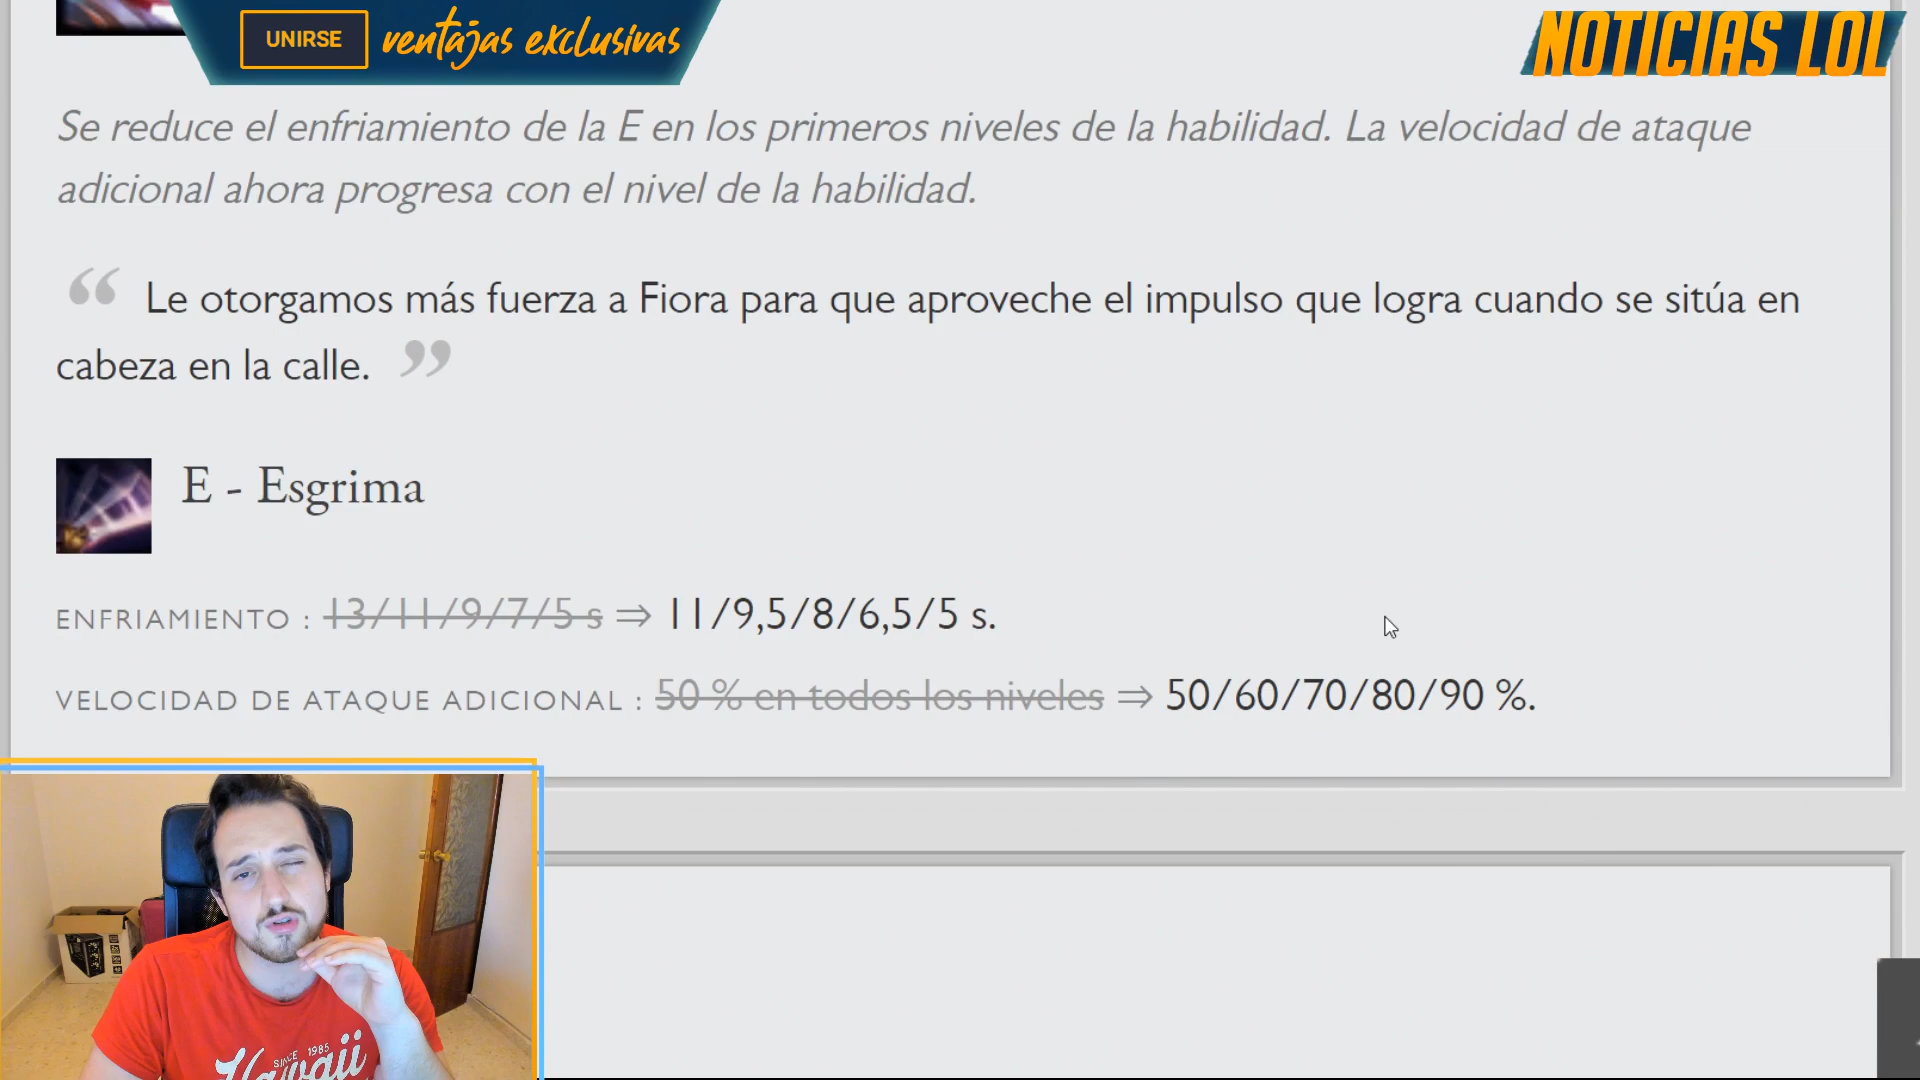 UNIRSE ventajas exclusivas
NOTICIAS LOL
Se reduce el enfriamiento de la E en los primeros niveles de la habilidad. La velocidad de ataque
adicional ahora progresa con el nivel de la habilidad.
“ Le otorgamos más fuerza a Fiora para que aproveche el impulso que logra cuando se sitúa en
cabeza en la calle. ”
E - Esgrima
ENFRIAMIENTO : 13/11/9/7/5 s ⇒ 11/9,5/8/6,5/5 s.
VELOCIDAD DE ATAQUE ADICIONAL : 50 % en todos los niveles ⇒ 50/60/70/80/90 %.
SINCE 1985
Hawaii